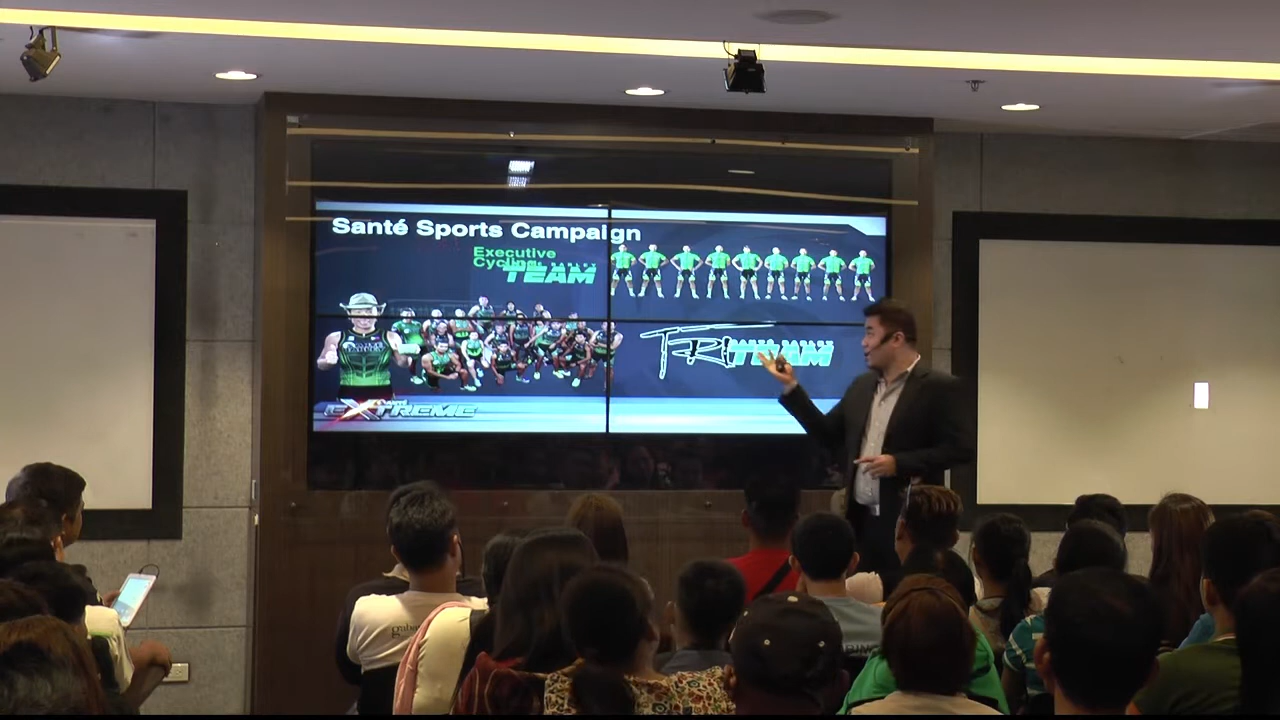 Santé Sports Campaign
Executive
Cycling
TEAM
TRI TEAM
EXTREME